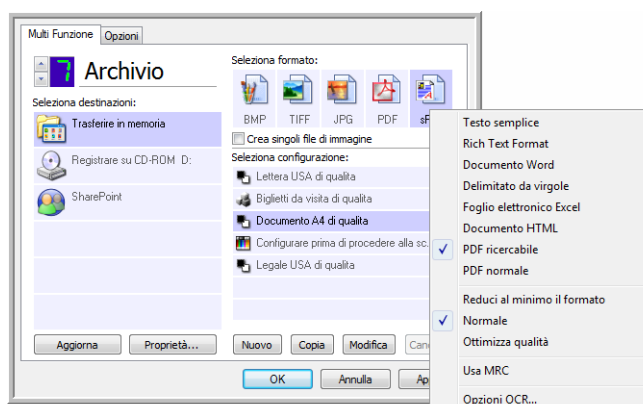 Multi Funzione
Opzioni
7 Archivio
Seleziona destinazioni:
Trasferire in memoria
Registrare su CD-ROM D:
SharePoint
Aggiorna
Proprietà...
Seleziona formato:
BMP TIFF JPG PDF
Crea singoli file di immagine
Seleziona configurazione:
Lettera USA di qualita
Biglietti da visita di qualita
Documento A4 di qualita
Configurare prima di procedere alla sc
Legale USA di qualita
Nuovo
Copia
Modifica
OK
Annulla
Testo semplice
Rich Text Format
Documento Word
Delimitato da virgole
Foglio elettronico Excel
Documento HTML
PDF ricercabile
PDF normale
Reduci al minimo il formato
Normale
Ottimizza qualità
Usa MRC
Opzioni OCR...